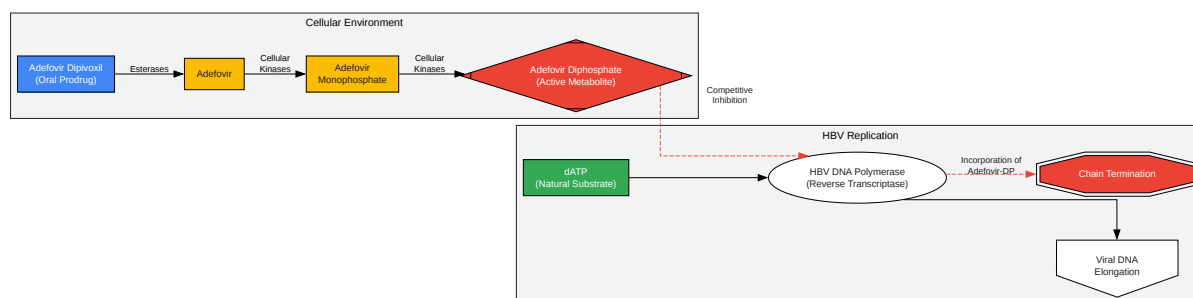 Cellular Environment
Adefovir Dipivoxil
(Oral Prodrug)
Esterases
Adefovir
Cellular
Kinases
Adefovir
Monophosphate
Cellular
Kinases
Adefovir Diphosphate
(Active Metabolite)
Competitive
Inhibition
HBV Replication
dATP
(Natural Substrate)
HBV DNA Polymerase
(Reverse Transcriptase)
Incorporation of
Adefovir-DP
Chain Termination
Viral DNA
Elongation